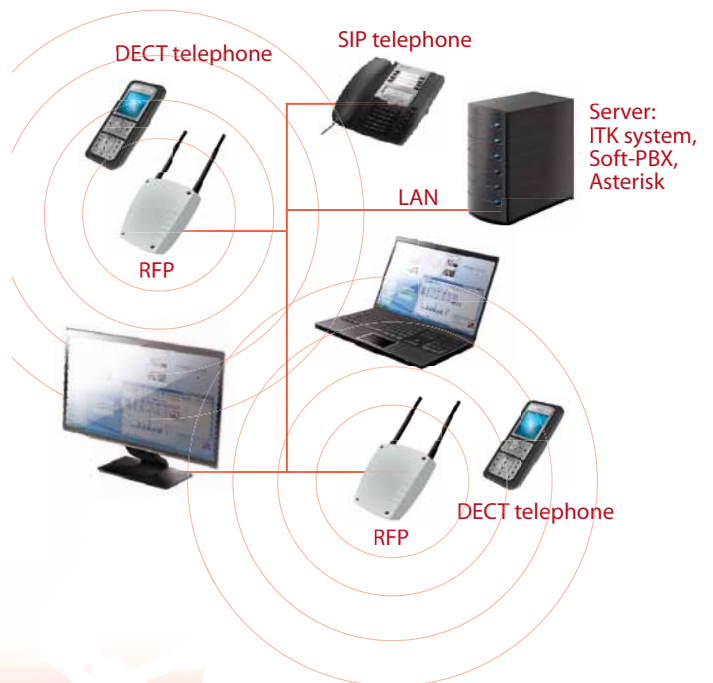 DECT telephone
SIP telephone
Server:
ITK system,
Soft-PBX,
Asterisk
LAN
RFP
DECT telephone
RFP